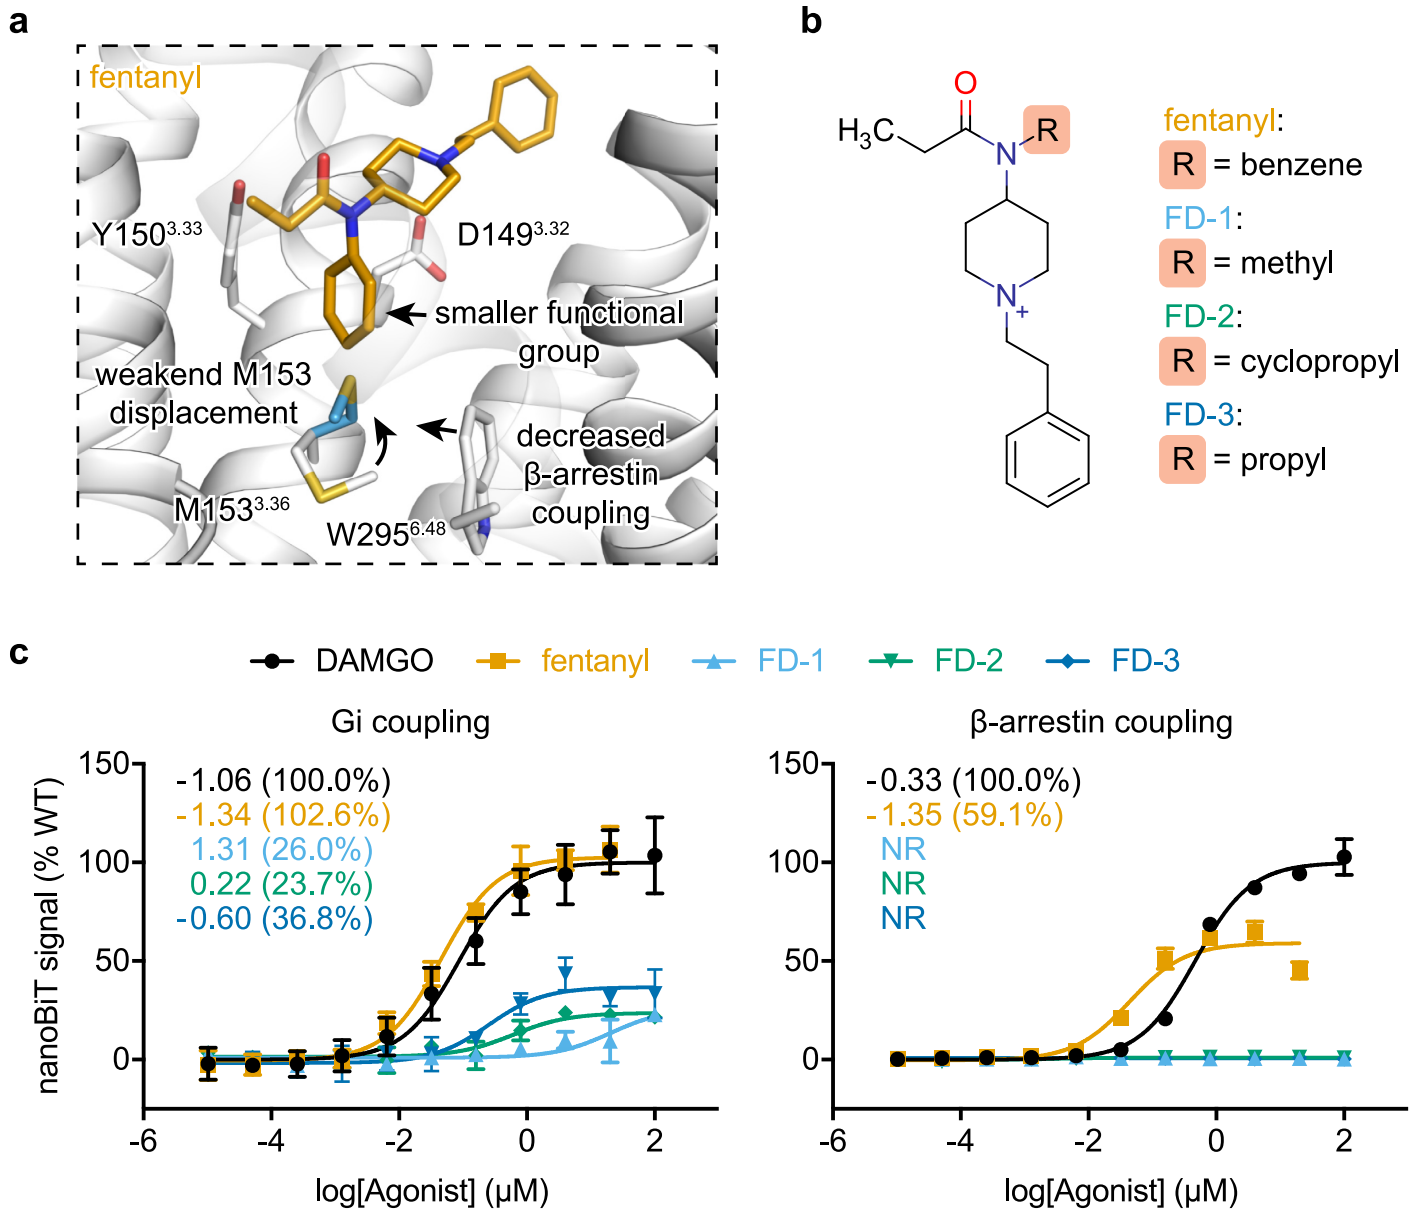 a
fentanyl
Y1503.33
D1493.32
smaller functional
group
weakend M153
displacement
decreased
β-arrestin
coupling
M1533.36
W2956.48
b
O
H3C
N
R
N
+
fentanyl:
R = benzene
FD-1:
R = methyl
FD-2:
R = cyclopropyl
FD-3:
R = propyl
c
DAMGO fentanyl FD-1 FD-2 FD-3
Gi coupling
nanoBiT signal (% WT)
150
100
50
0
-1.06 (100.0%)
-1.34 (102.6%)
1.31 (26.0%)
0.22 (23.7%)
-0.60 (36.8%)
-6 -4 -2 0 2
log[Agonist] (μM)
β-arrestin coupling
150
100
50
0
-0.33 (100.0%)
-1.35 (59.1%)
NR
NR
NR
-6 -4 -2 0 2
log[Agonist] (μM)